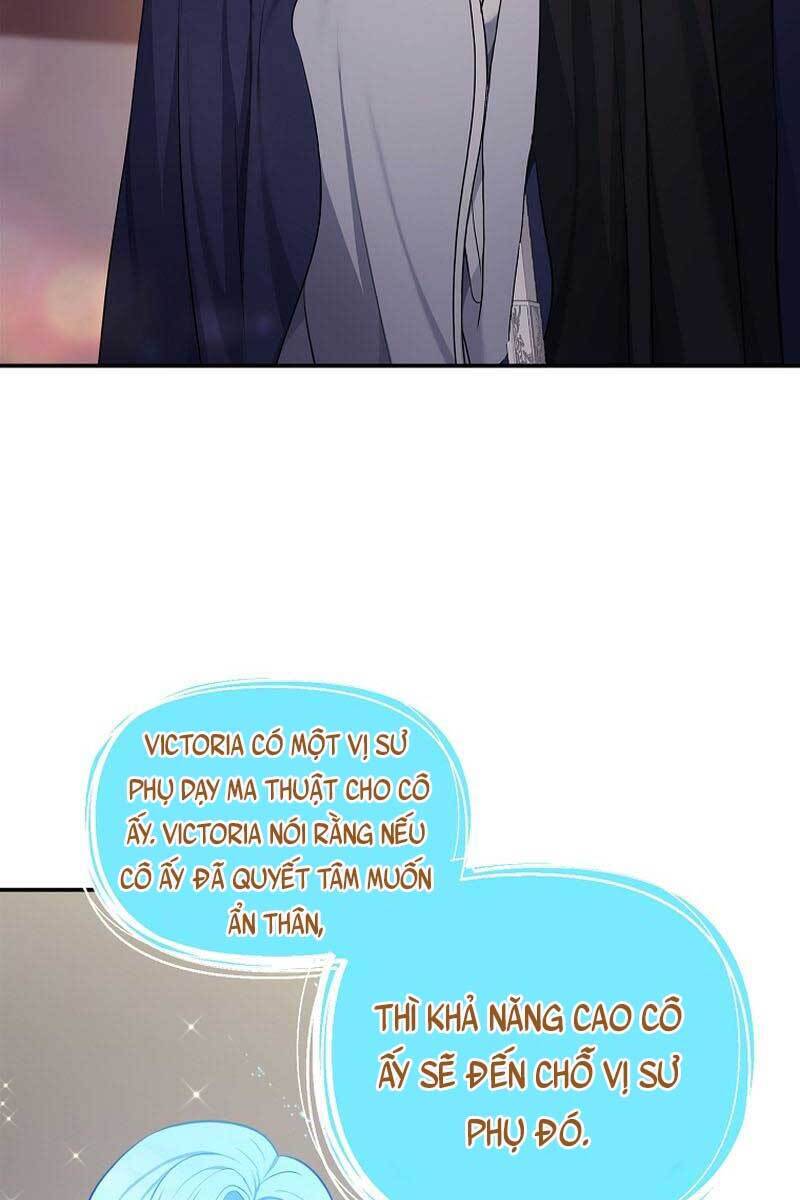 VICTORIA CÓ MỘT VỊ SƯ
PHỤ DẠY MA THUẬT CHO CÔ
ẤY. VICTORIA NÓI RẰNG NẾU
CÔ ẤY ĐÃ QUYẾT TÂM MUỐN
ẨN THÂN,
THÌ KHẢ NĂNG CAO CÔ
ẤY SẼ ĐẾN CHỖ VỊ SƯ
PHỤ ĐÓ.